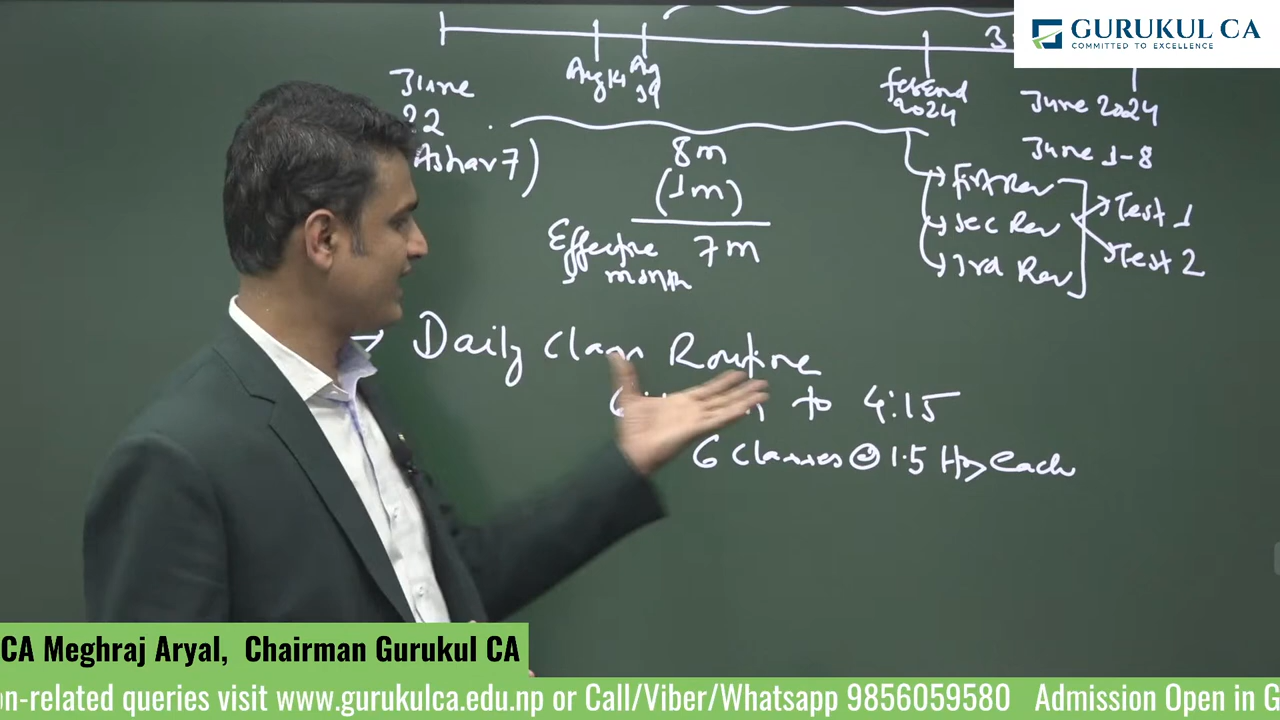 GURUKUL CA
COMMITTED TO EXCELLENCE
3
June
22
Ashar 7)
Aug 14
Aug
29
Feb End
2024
June 2024
June 1-8
8m
(1m)
Effective month 7m
First Rev
Sec Rev
3rd Rev
Test 1
Test 2
→ Daily Class Routine
to 4:15
6 Classes @ 1.5 Hrs each
CA Meghraj Aryal, Chairman Gurukul CA
on-related queries visit www.gurukulca.edu.np or Call/Viber/Whatsapp 9856059580 Admission Open in G